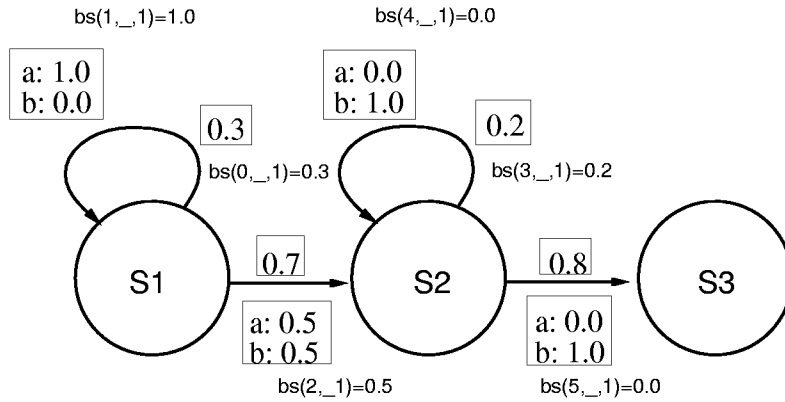 bs(1,_,1)=1.0
bs(4,_,1)=0.0
a: 1.0
b: 0.0
a: 0.0
b: 1.0
0.3
0.2
bs(0,_,1)=0.3
bs(3,_,1)=0.2
S1
0.7
S2
0.8
S3
a: 0.5
b: 0.5
a: 0.0
b: 1.0
bs(2,_1)=0.5
bs(5,_,1)=0.0